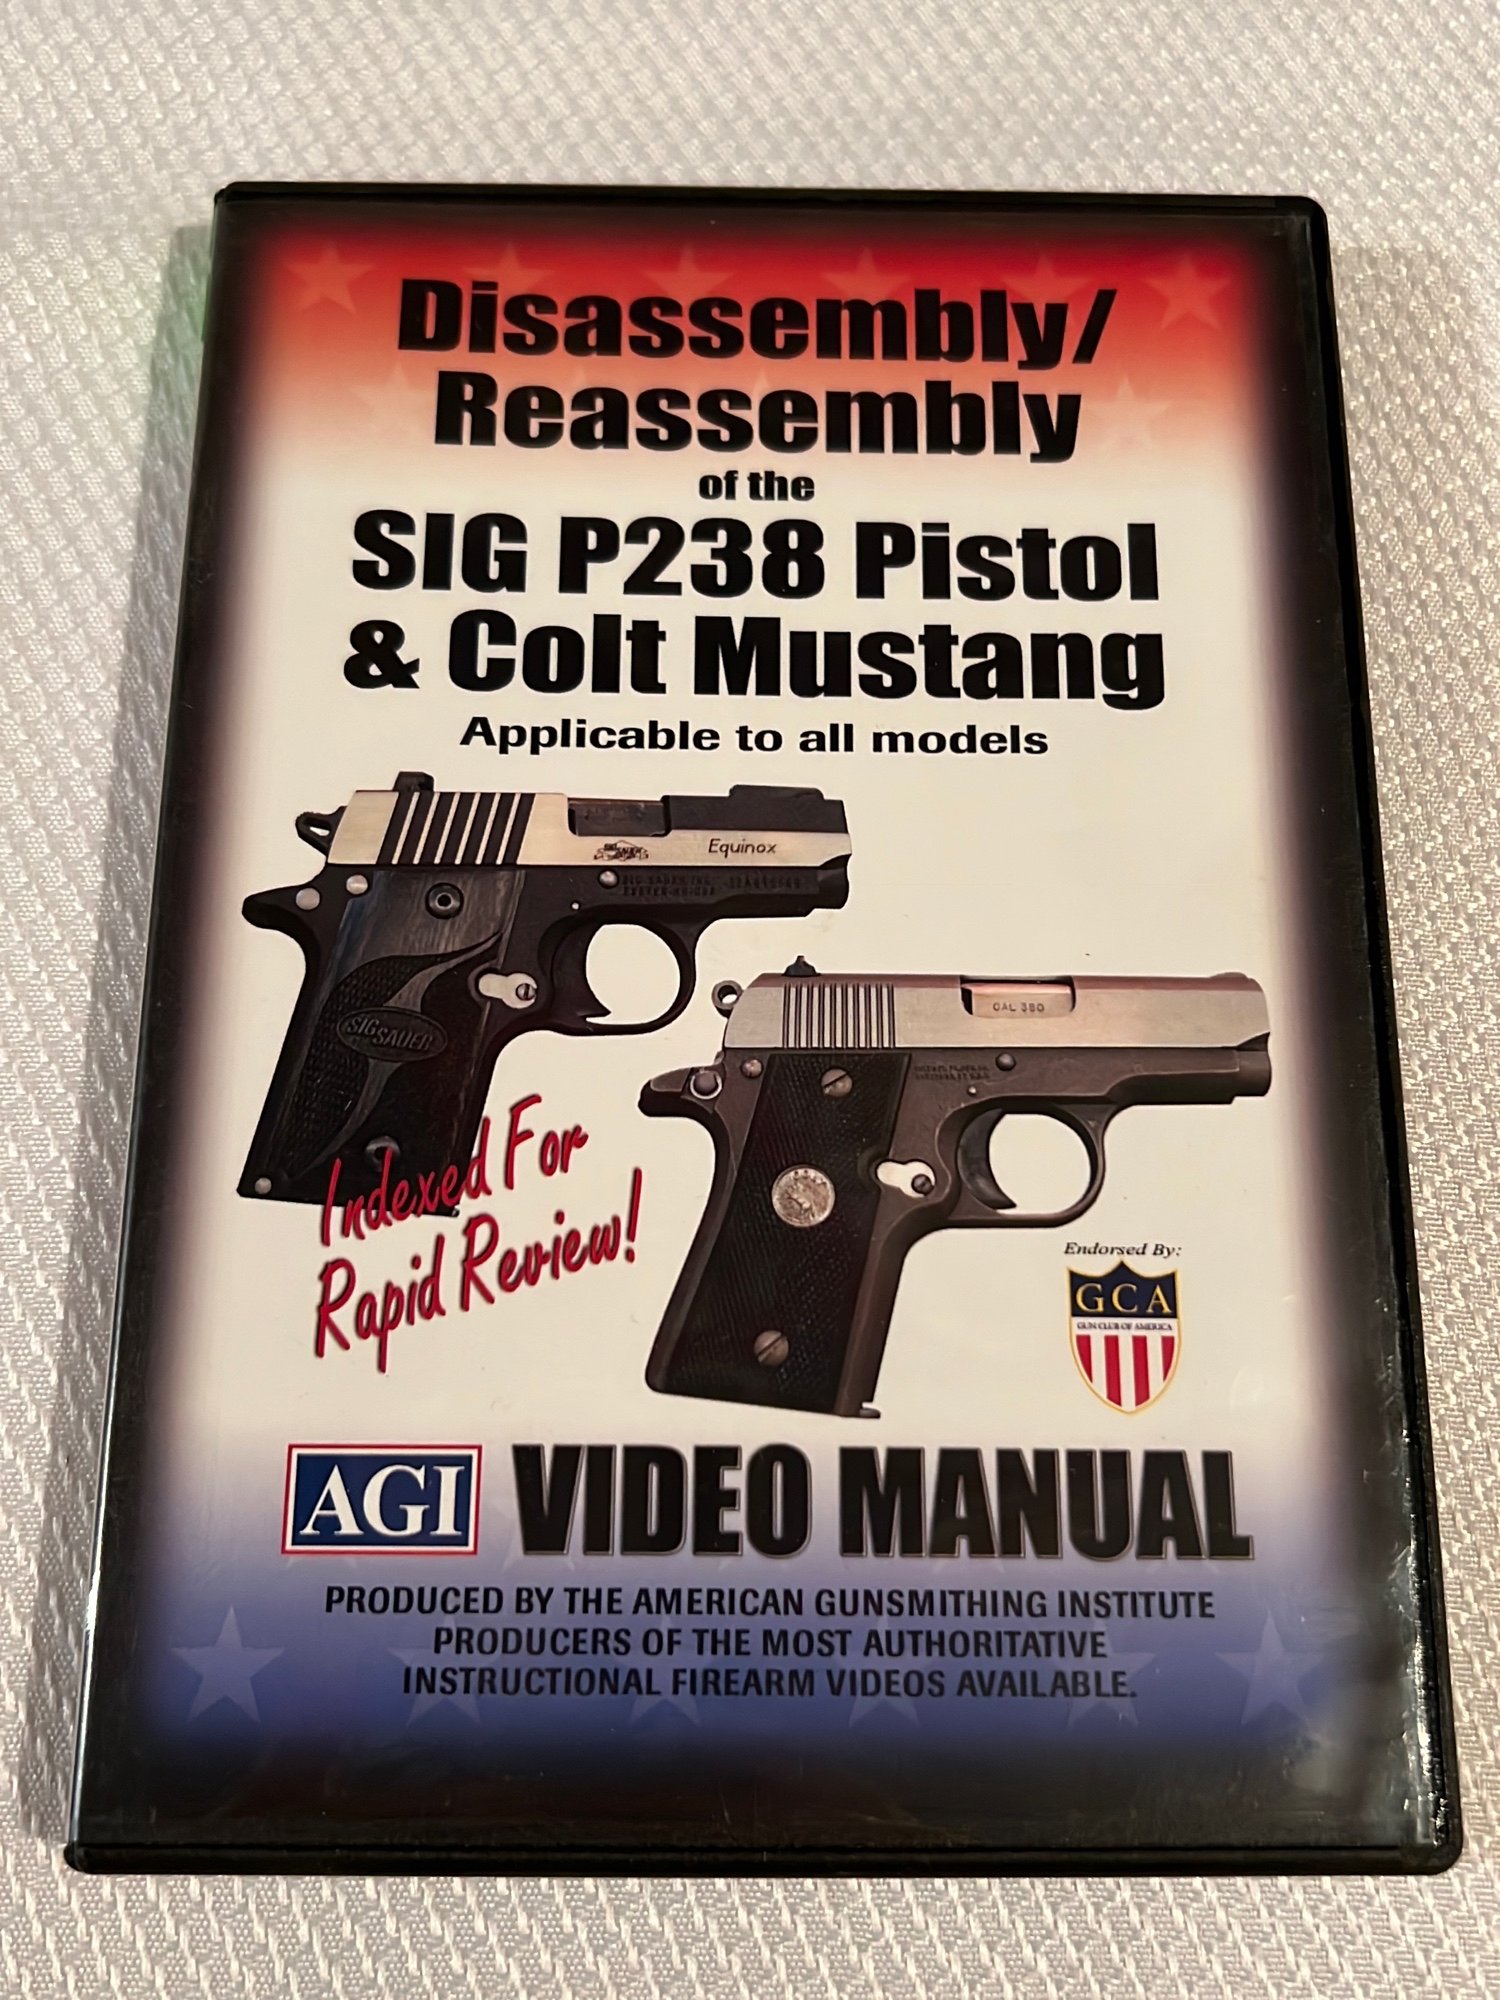 Disassembly/
Reassembly
of the
SIG P238 Pistol
& Colt Mustang
Applicable to all models
Equinox
SIG SAUER
CAL 380
Indexed For
Rapid Review!
Endorsed By:
GCA
GUN CLUB OF AMERICA
AGI VIDEO MANUAL
PRODUCED BY THE AMERICAN GUNSMITHING INSTITUTE
PRODUCERS OF THE MOST AUTHORITATIVE
INSTRUCTIONAL FIREARM VIDEOS AVAILABLE.